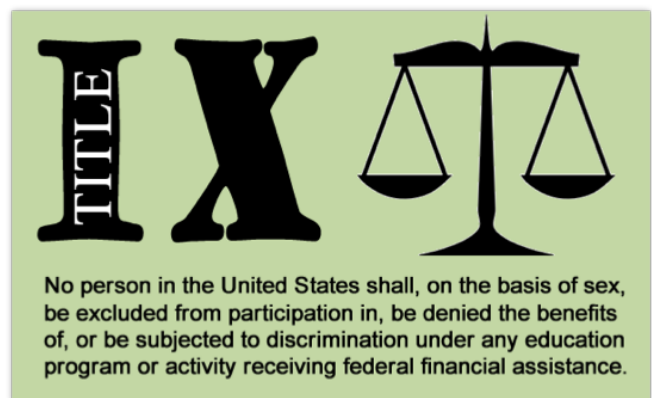 TITLE
IX
No person in the United States shall, on the basis of sex,
be excluded from participation in, be denied the benefits
of, or be subjected to discrimination under any education
program or activity receiving federal financial assistance.